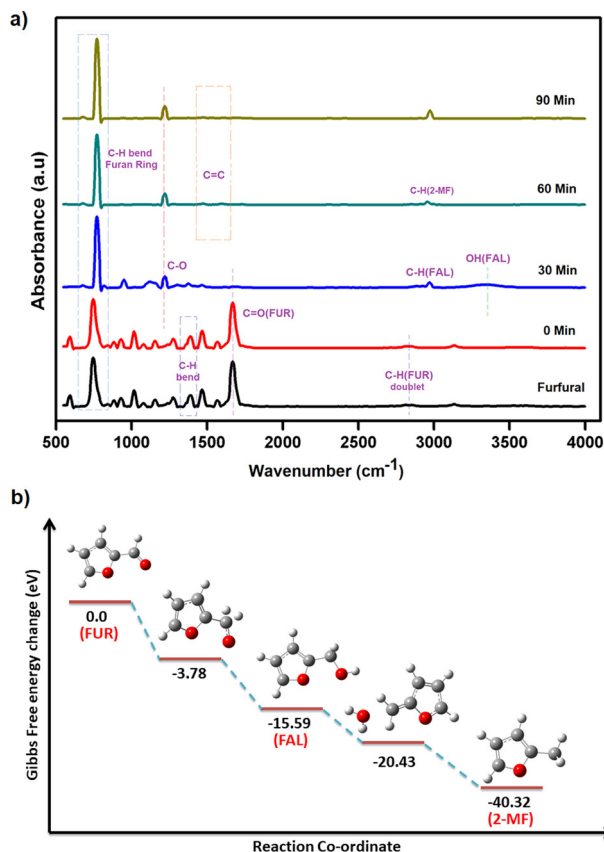 a)
90 Min
C-H bend
Furan Ring
C=C
60 Min
C-H(2-MF)
30 Min
C-O
C-H(FAL)
OH(FAL)
C=O(FUR)
0 Min
C-H
bend
C-H(FUR)
doublet
Furfural
Absorbance (a.u)
500 1000 1500 2000 2500 3000 3500 4000
Wavenumber (cm-1)
b)
Gibbs Free energy change (eV)
0.0
(FUR)
-3.78
-15.59
(FAL)
-20.43
-40.32
(2-MF)
Reaction Co-ordinate